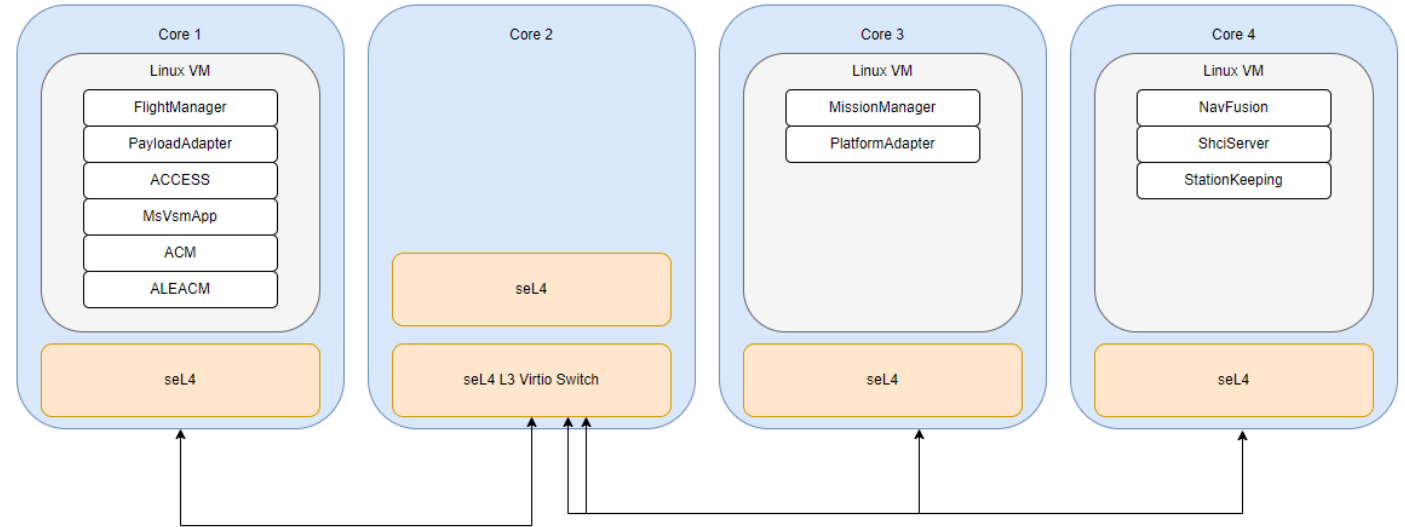 Core 1
Linux VM
FlightManager
PayloadAdapter
ACCESS
MsVsmApp
ACM
ALEACM
seL4
Core 2
seL4
seL4 L3 Virtio Switch
Core 3
Linux VM
MissionManager
PlatformAdapter
seL4
Core 4
Linux VM
NavFusion
ShciServer
StationKeeping
seL4